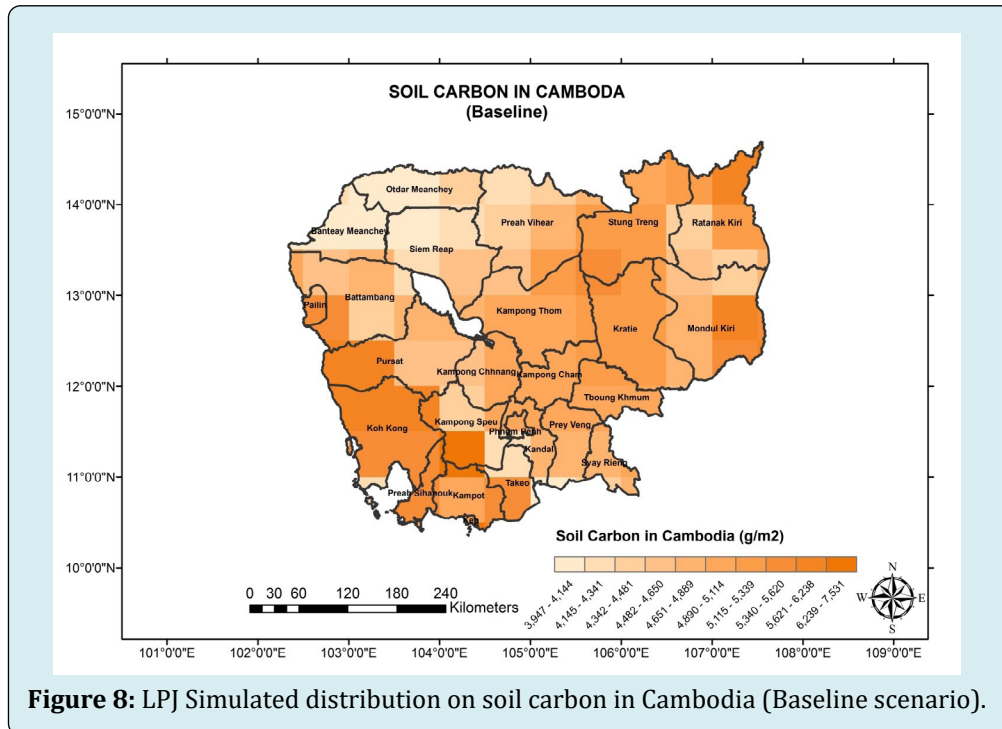 SOIL CARBON IN CAMBODA
(Baseline)
15°0'0"N
14°0'0"N
13°0'0"N
12°0'0"N
11°0'0"N
10°0'0"N
Otdar Meanchey
Banteay Meanchey
Siem Reap
Preah Vihear
Stung Treng
Ratanak Kiri
Battambang
Pailin
Kampong Thom
Kratie
Mondul Kiri
Pursat
Kampong Chhnang
Kampong Cham
Tboung Khmum
Koh Kong
Kampong Speu
Phnom Penh
Prey Veng
Kandal
Svay Rieng
Takeo
Preah Sihanouk
Kampot
Soil Carbon in Cambodia (g/m2)
3,947 - 4,144
4,145 - 4,341
4,342 - 4,481
4,482 - 4,650
4,651 - 4,889
4,890 - 5,114
5,115 - 5,339
5,340 - 5,620
5,621 - 6,238
6,239 - 7,531
N
W E
S
0 30 60 120 180 240
Kilometers
101°0'0"E 102°0'0"E 103°0'0"E 104°0'0"E 105°0'0"E 106°0'0"E 107°0'0"E 108°0'0"E 109°0'0"E
Figure 8: LPJ Simulated distribution on soil carbon in Cambodia (Baseline scenario).